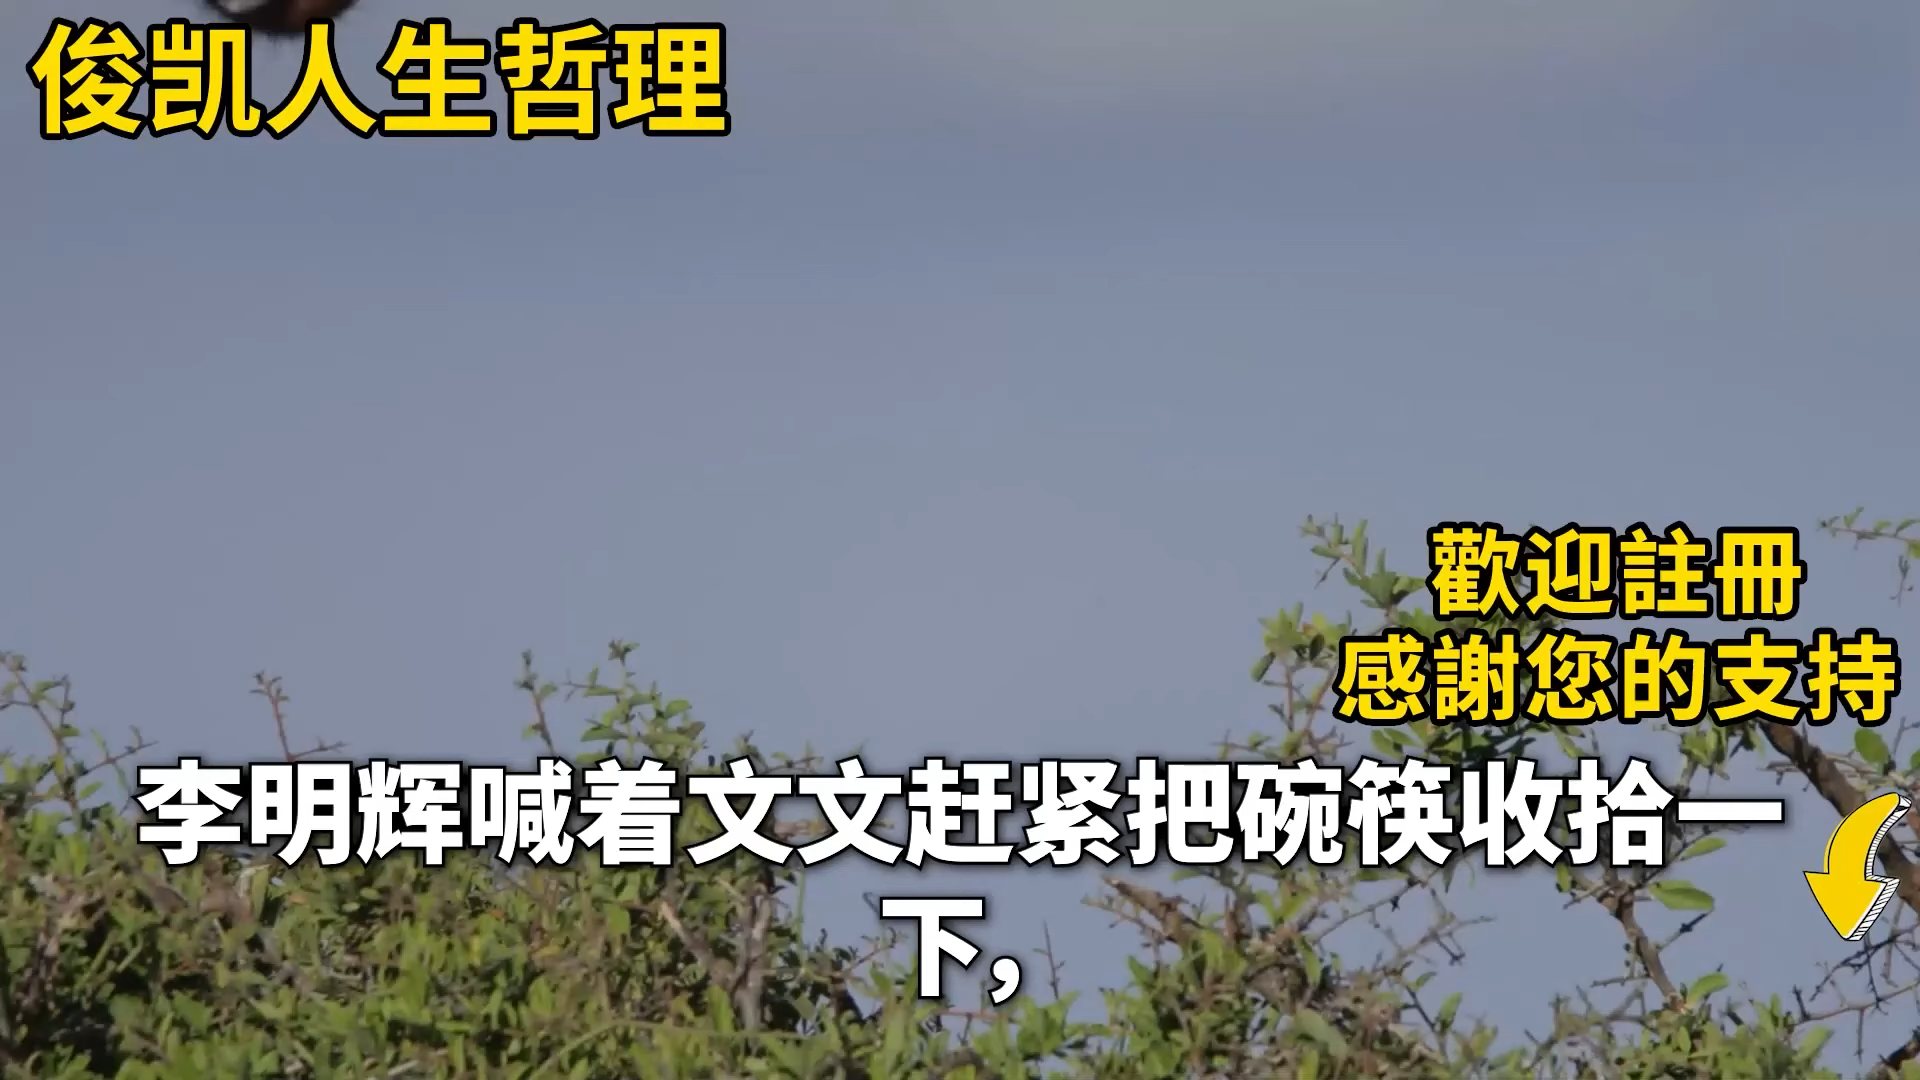 俊凯人生哲理
歡迎註冊
感謝您的支持
李明辉喊着文文赶紧把碗筷收拾一
下,